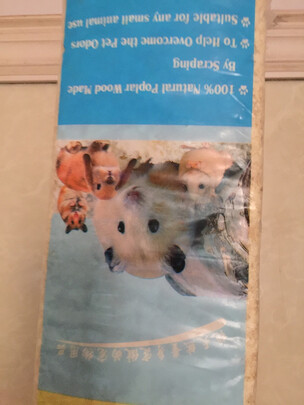 100% Natural Poplar Wood Made
By Scraping
To Help Overcome the Pet Odors
Suitable for any small animal use